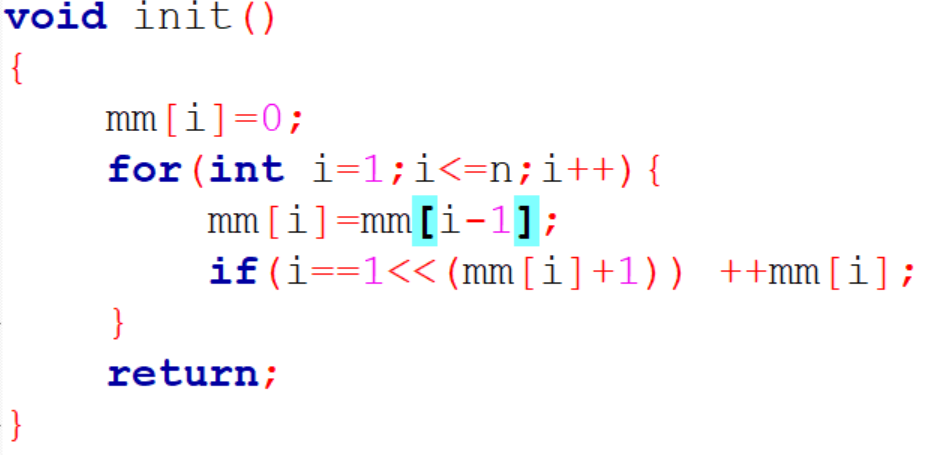 void init()
{
    mm[i]=0;
    for(int i=1;i<=n;i++){
        mm[i]=mm[i-1];
        if(i==1<<(mm[i]+1)) ++mm[i];
    }
    return;
}